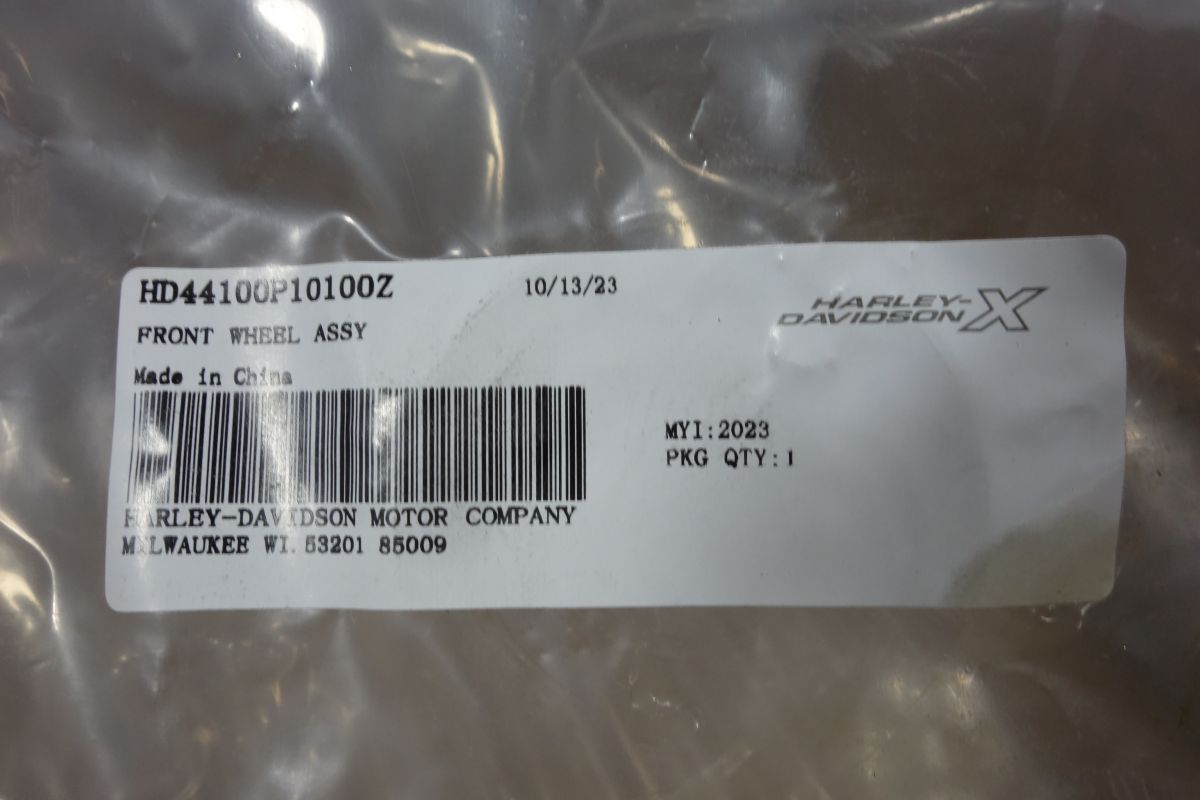 HD44100P10100Z
10/13/23
HARLEY-
DAVIDSON X
FRONT WHEEL ASSY
Made in China
MYI:2023
PKG QTY:1
HARLEY-DAVIDSON MOTOR COMPANY
MILWAUKEE WI. 53201 85009